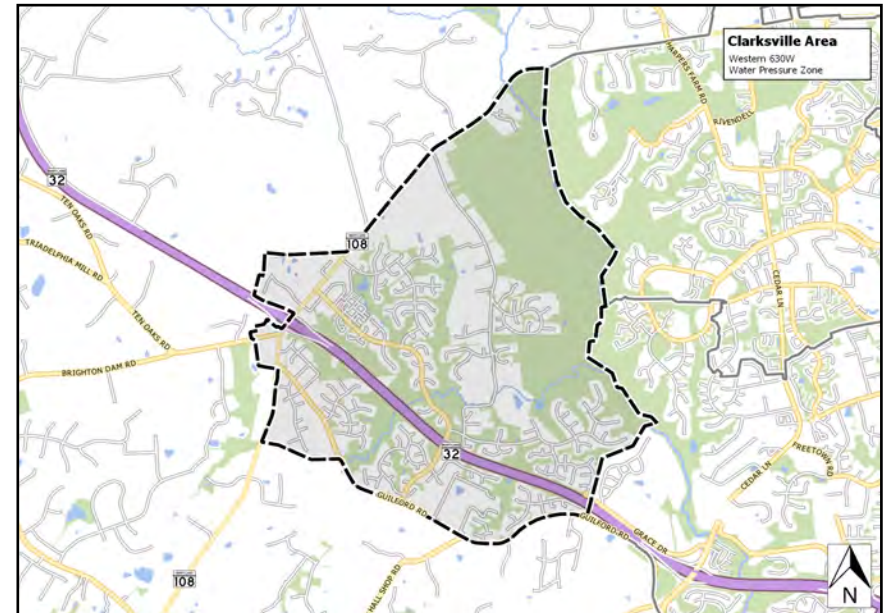 Clarksville Area
Western 630W
Water Pressure Zone
HARPERS FARM RD
RIVENDELL
32
TEN OAKS RD
TRIADELPHIA MILL RD
108
TEN OAKS RD
BRIGHTON DAM RD
CEDAR LN
32
FREETOWN RD
CEDAR LN
GUILFORD RD
GUILFORD RD
GRACE DR
HALL SHOP RD
108
N